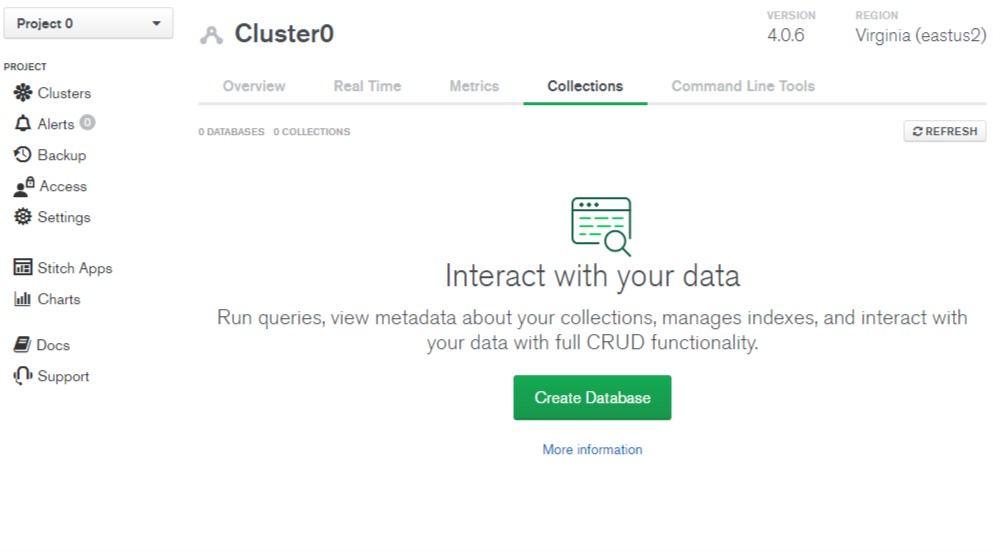 Project 0
PROJECT
Clusters
Alerts 0
Backup
Access
Settings
Stitch Apps
Charts
Docs
Support
Cluster0
VERSION
4.0.6
REGION
Virginia (eastus2)
Overview Real Time Metrics Collections Command Line Tools
0 DATABASES 0 COLLECTIONS
REFRESH
Interact with your data
Run queries, view metadata about your collections, manages indexes, and interact with
your data with full CRUD functionality.
Create Database
More information